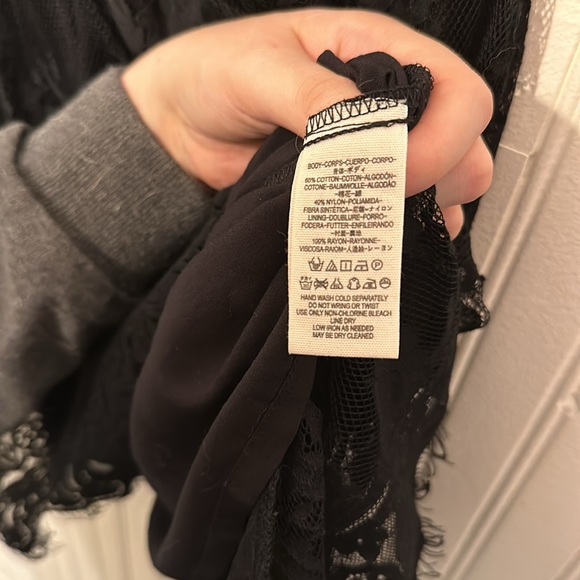 BODY-CORPS-CUERPO-CORPO-
身体-ボディ
60% COTTON-COTON-ALGODÓN-
COTONE-BAUMWOLLE-ALGODÃO
-棉花-綿
40% NYLON-POLIAMIDA-
FIBRA SINTÉTICA-尼龍-ナイロン
LINING-DOUBLURE-FORRO-
FODERA-FUTTER-ENFILEIRAR
-衬里-裏地
100% RAYON-RAYONNE-
VISCOSA-RAIOM-人造絲-レーヨン
HAND WASH COLD SEPARATELY
DO NOT WRING OR TWIST
USE ONLY NON-CHLORINE BLEACH
LINE DRY
LOW IRON AS NEEDED
MAY BE DRY CLEANED